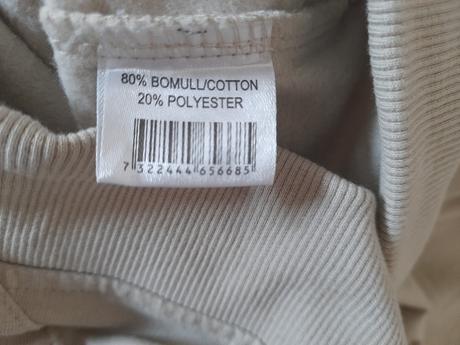 80% BOMULL/COTTON
20% POLYESTER
7 322444 656685